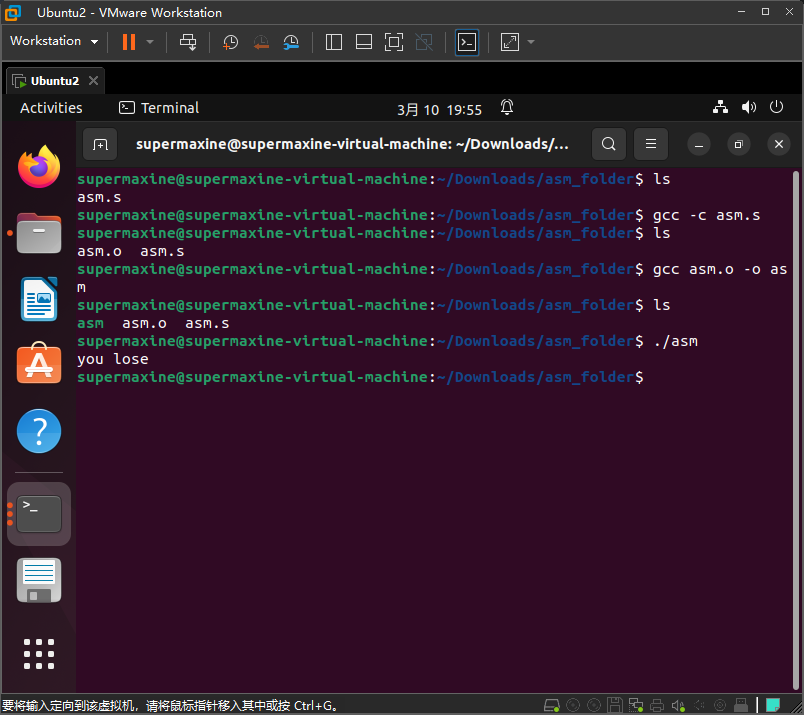 Ubuntu2 - VMware Workstation
Workstation
Ubuntu2
Activities
Terminal
3月 10 19:55
supermaxine@supermaxine-virtual-machine: ~/Downloads/...
supermaxine@supermaxine-virtual-machine:~/Downloads/asm_folder$ ls
asm.s
supermaxine@supermaxine-virtual-machine:~/Downloads/asm_folder$ gcc -c asm.s
supermaxine@supermaxine-virtual-machine:~/Downloads/asm_folder$ ls
asm.o  asm.s
supermaxine@supermaxine-virtual-machine:~/Downloads/asm_folder$ gcc asm.o -o as
m
supermaxine@supermaxine-virtual-machine:~/Downloads/asm_folder$ ls
asm  asm.o  asm.s
supermaxine@supermaxine-virtual-machine:~/Downloads/asm_folder$ ./asm
you lose
supermaxine@supermaxine-virtual-machine:~/Downloads/asm_folder$
要将输入定向到该虚拟机，请将鼠标指针移入其中或按 Ctrl+G。